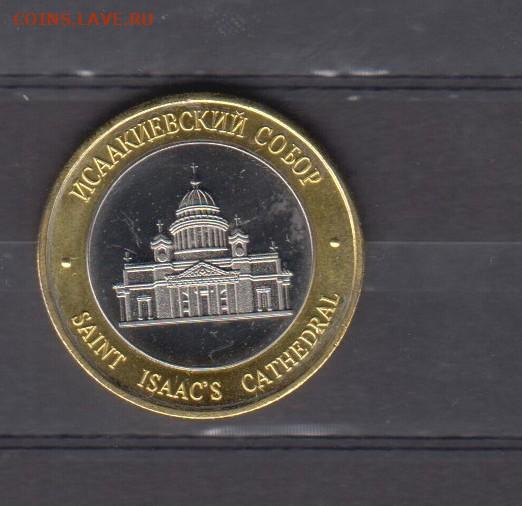 COINS.LAVE.RU
ИСААКИЕВСКИЙ СОБОР
SAINT ISAAC'S CATHEDRAL